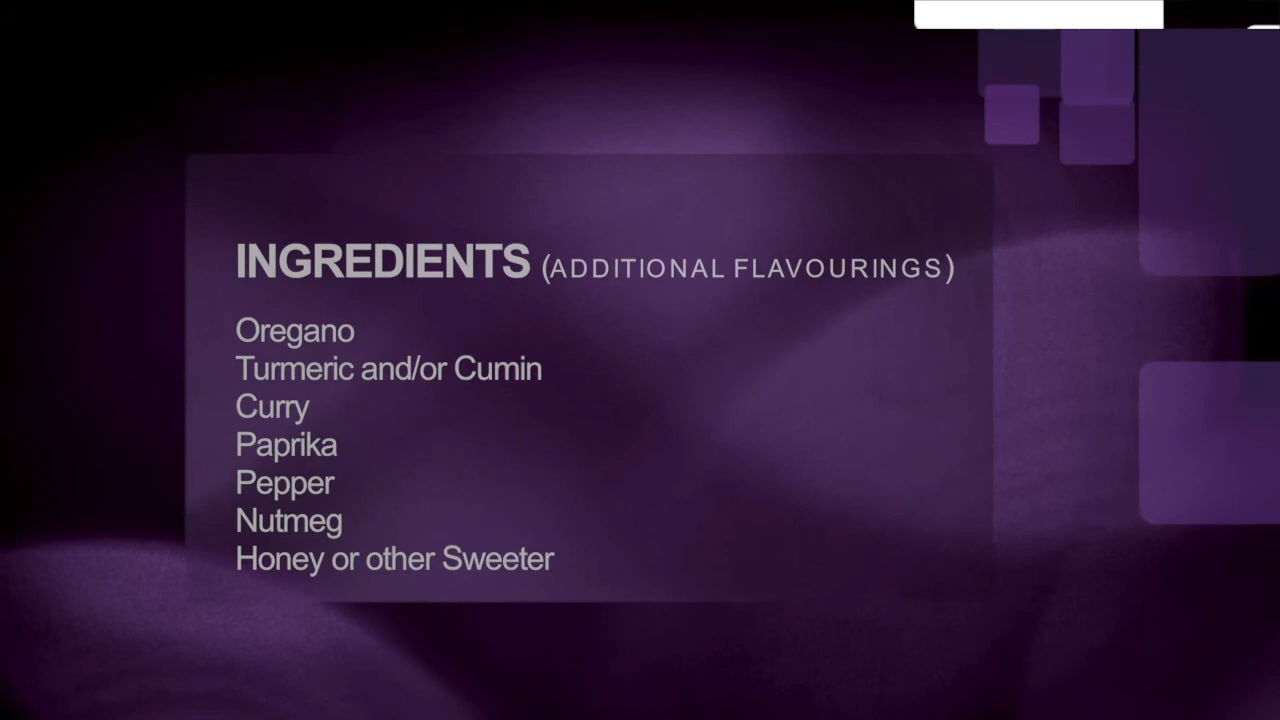 INGREDIENTS (ADDITIONAL FLAVOURINGS)
Oregano
Turmeric and/or Cumin
Curry
Paprika
Pepper
Nutmeg
Honey or other Sweeter